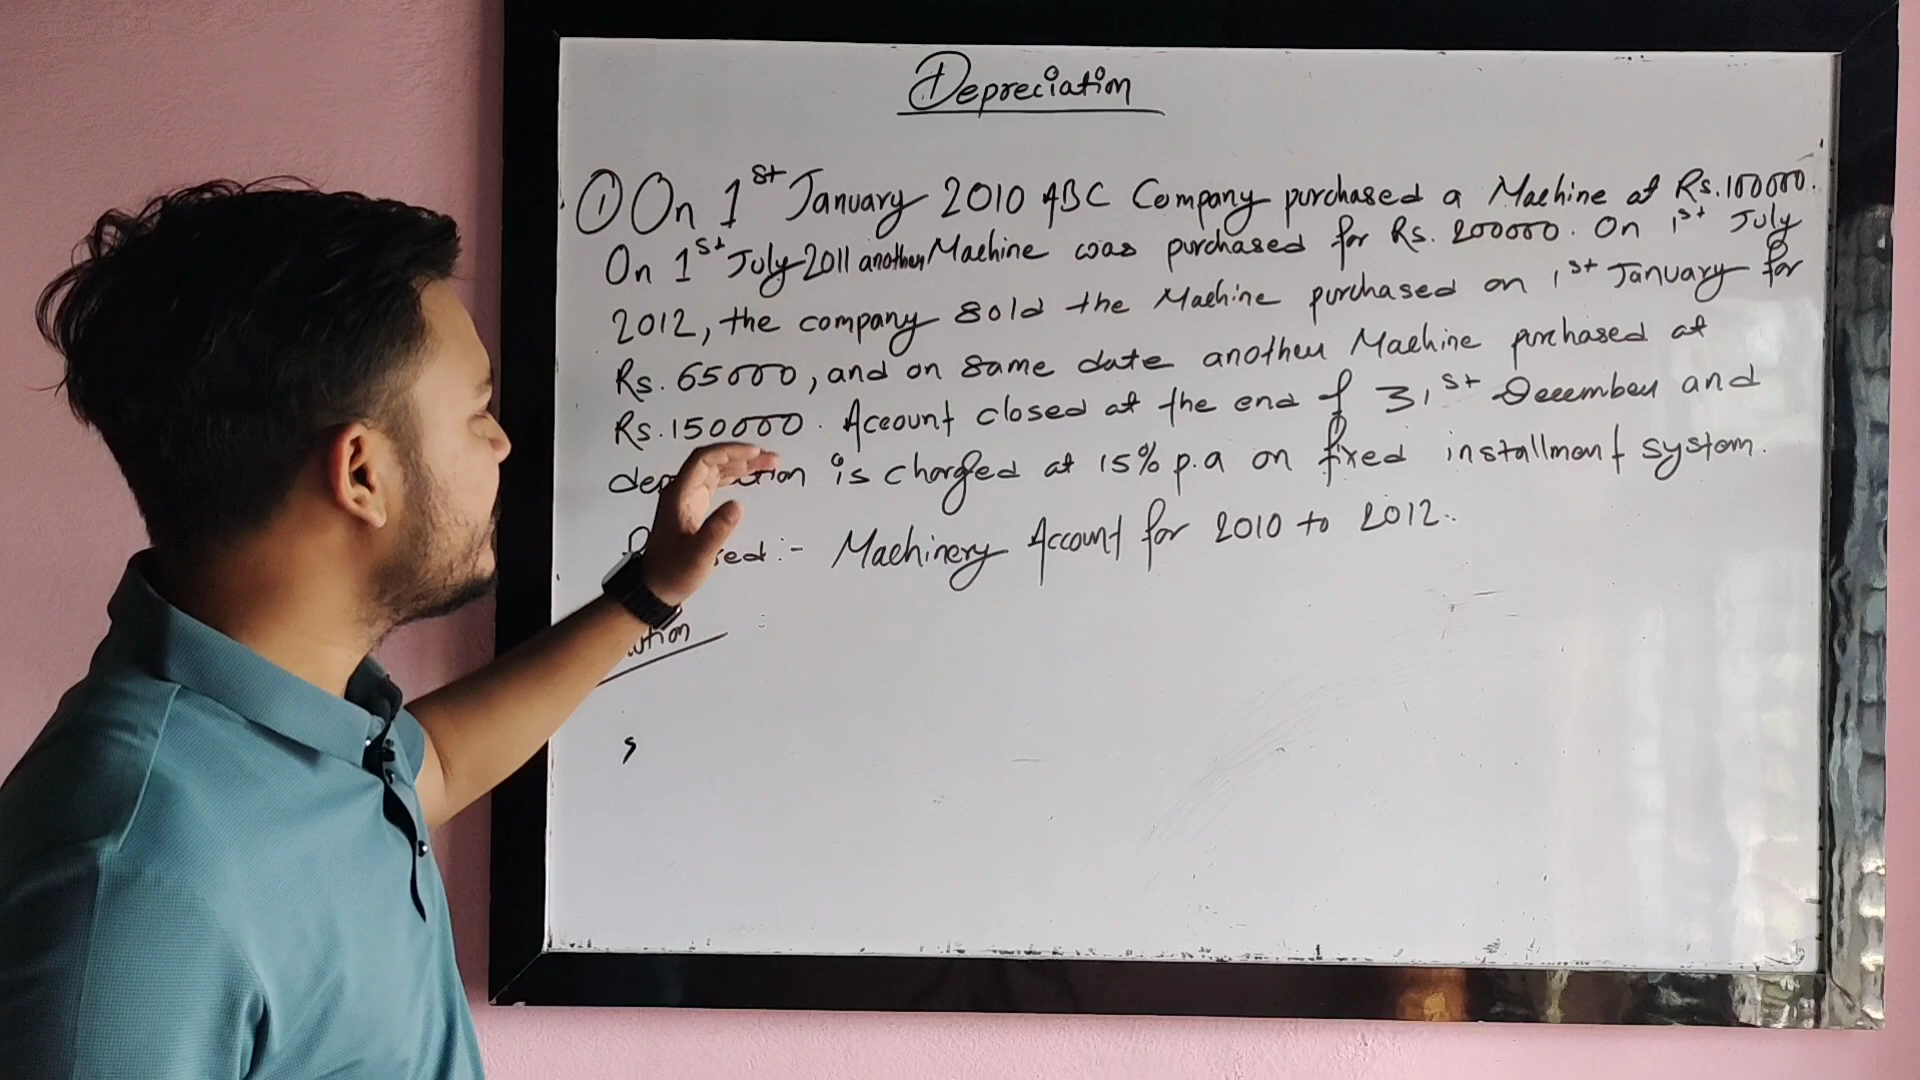 Depreciation
① On 1st January 2010 ABC Company purchased a Machine at Rs.100000.
On 1st July 2011 another Machine was purchased for Rs. 200000. On 1st July
2012, the company sold the Machine purchased on 1st January for
Rs. 65000, and on same date another Machine purchased at
Rs. 150000. Account closed at the end of 31st December and
is charged at 15% p.a on fixed installment system.
:- Machinery Account for 2010 to 2012.